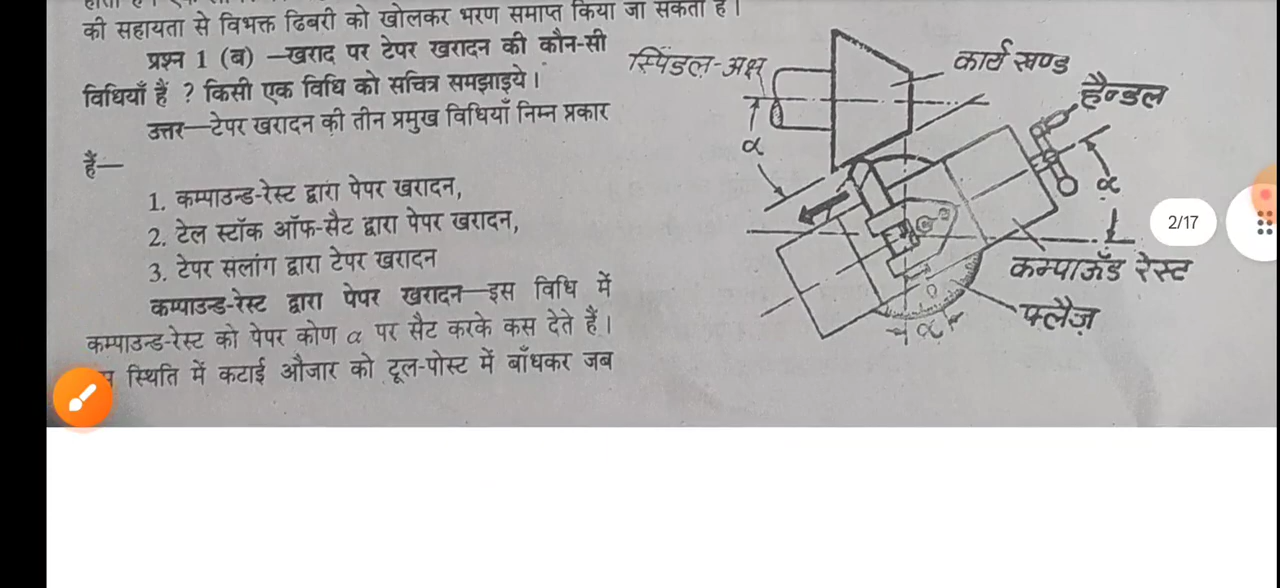 की सहायता से विभक्त ढिबरी को खोलकर भरण समाप्त किया जा सकता है।
प्रश्न 1 (ब) —खराद पर टेपर खरादन की कौन-सी
विधियाँ हैं ? किसी एक विधि को सचित्र समझाइये।
उत्तर—टेपर खरादन की तीन प्रमुख विधियाँ निम्न प्रकार
हैं—
1. कम्पाउन्ड-रेस्ट द्वारा पेपर खरादन,
2. टेल स्टॉक ऑफ-सैट द्वारा पेपर खरादन,
3. टेपर सलांग द्वारा टेपर खरादन
कम्पाउन्ड-रेस्ट द्वारा पेपर खरादन—इस विधि में
कम्पाउन्ड-रेस्ट को पेपर कोण α पर सैट करके कस देते हैं।
स्थिति में कटाई औजार को टूल-पोस्ट में बाँधकर जब
स्पिंडल-अक्ष
कार्य खण्ड
हैन्डल
α
α
कम्पाऊँड रेस्ट
फ्लैज़
α
2/17